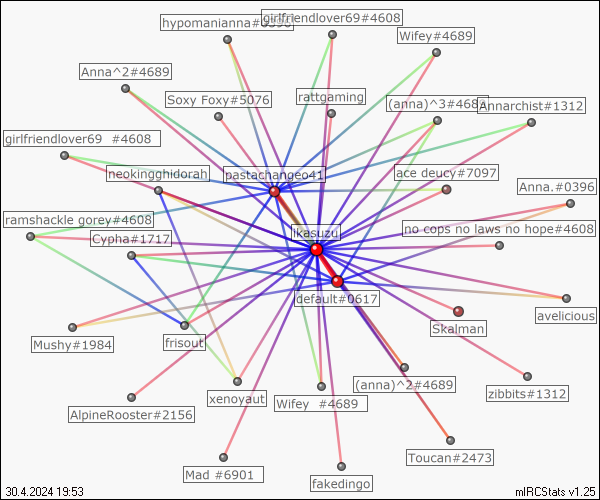 hypomanianna#0396
girlfriendlover69#4608
Wifey#4689
Anna^2#4689
Soxy Foxy#5076
rattgaming
(anna)^3#4689
Annarchist#1312
girlfriendlover69 #4608
neokingghidorah
pastachangeo41
ace deucy#7097
Anna.#0396
ramshackle gorey#4608
Cypha#1717
ikasuzu
no cops no laws no hope#4608
default#0617
avelicious
Mushy#1984
frisout
Skalman
xenoyaut
Wifey #4689
(anna)^2#4689
zibbits#1312
AlpineRooster#2156
Mad #6901
fakedingo
Toucan#2473
30.4.2024 19:53
mIRCStats v1.25